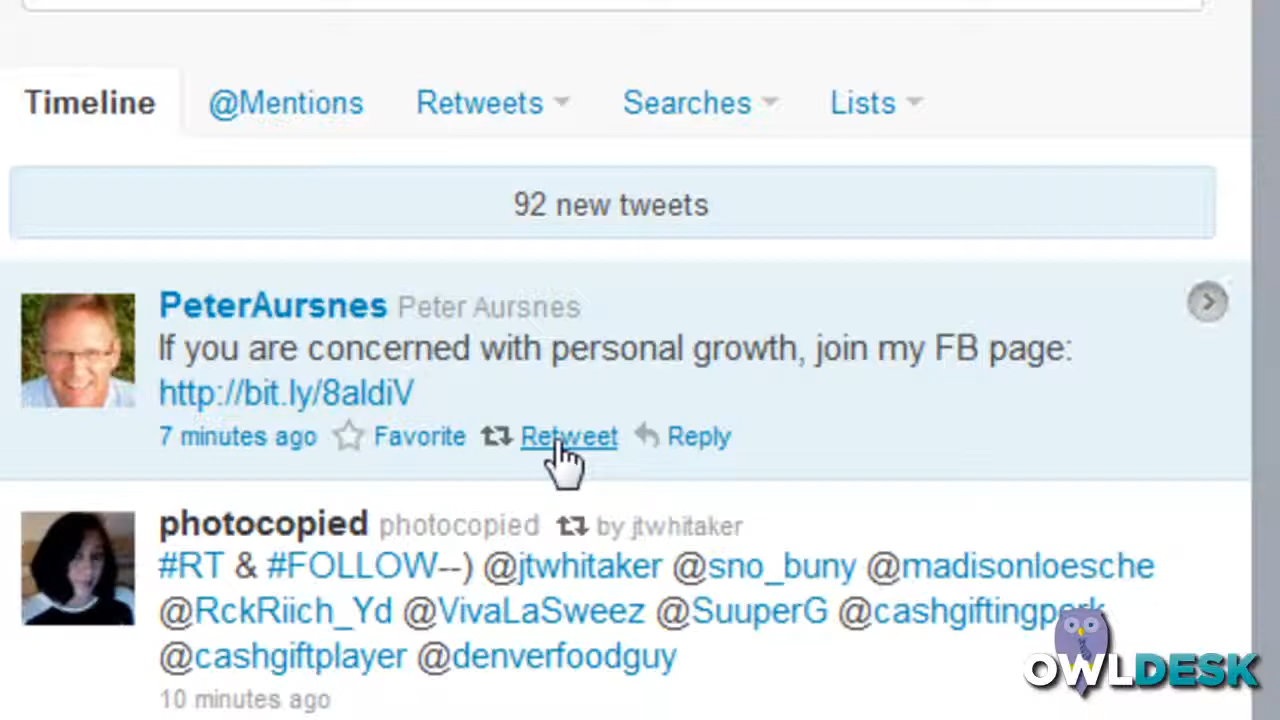 Timeline @Mentions Retweets Searches Lists
92 new tweets
PeterAursnes Peter Aursnes
If you are concerned with personal growth, join my FB page:
http://bit.ly/8aldiV
7 minutes ago Favorite Retweet Reply
photocopied photocopied by jtwhitaker
#RT & #FOLLOW--) @jtwhitaker @sno_buny @madisonloesche
@RckRiich_Yd @VivaLaSweez @SuuperG @cashgiftingperk
@cashgiftplayer @denverfoodguy
10 minutes ago
OWLDESK